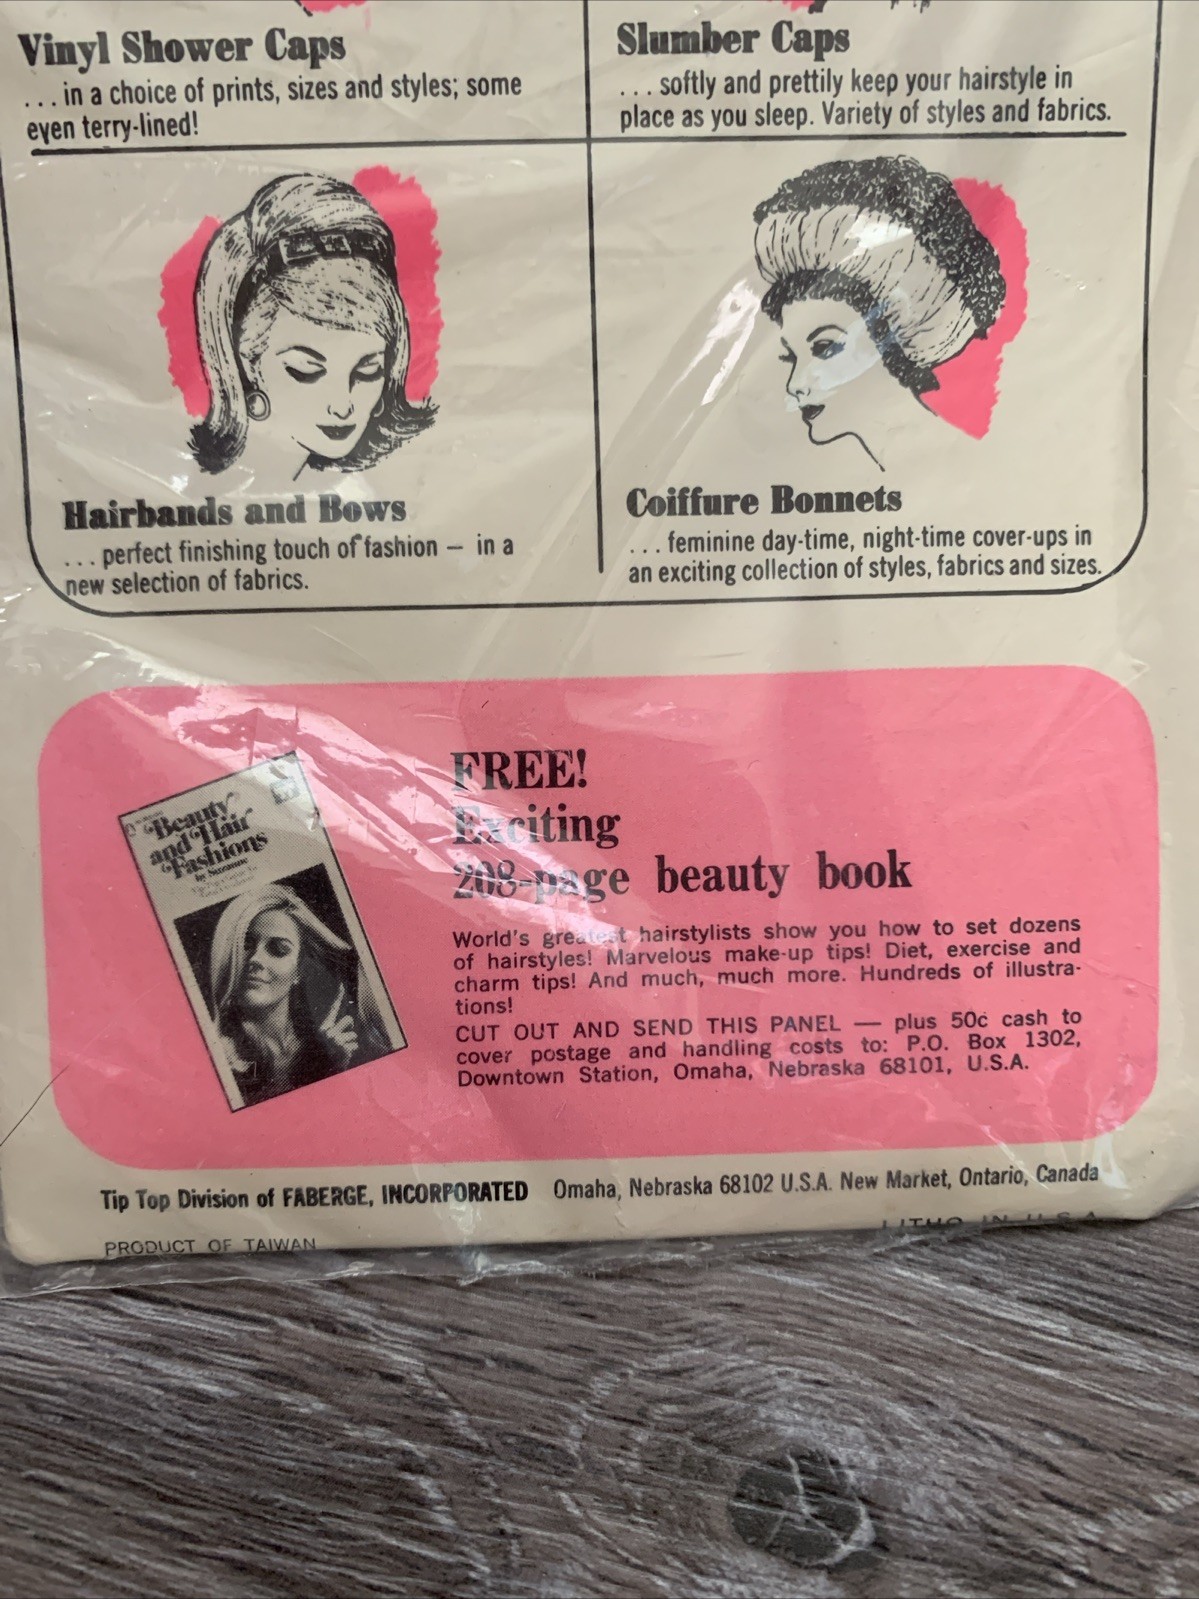 Vinyl Shower Caps
... in a choice of prints, sizes and styles; some
even terry-lined!
Slumber Caps
... softly and prettily keep your hairstyle in
place as you sleep. Variety of styles and fabrics.
Hairbands and Bows
... perfect finishing touch of fashion — in a
new selection of fabrics.
Coiffure Bonnets
... feminine day-time, night-time cover-ups in
an exciting collection of styles, fabrics and sizes.
Beauty
and Hair
Fashions
by Suzanne
FREE!
Exciting
208-page beauty book
World's greatest hairstylists show you how to set dozens
of hairstyles! Marvelous make-up tips! Diet, exercise and
charm tips! And much, much more. Hundreds of illustra-
tions!
CUT OUT AND SEND THIS PANEL — plus 50¢ cash to
cover postage and handling costs to: P.O. Box 1302,
Downtown Station, Omaha, Nebraska 68101, U.S.A.
Tip Top Division of FABERGE, INCORPORATED Omaha, Nebraska 68102 U.S.A. New Market, Ontario, Canada
PRODUCT OF TAIWAN
LITHO IN U.S.A.